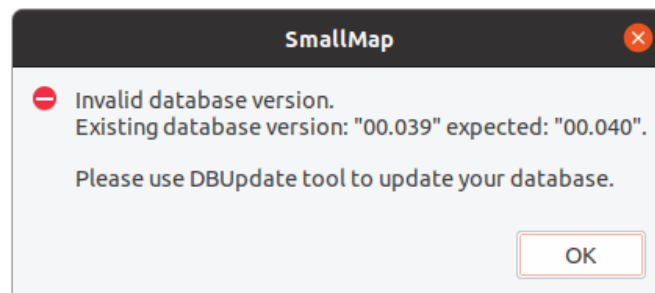 SmallMap
Invalid database version.
Existing database version: "00.039" expected: "00.040".
Please use DBUpdate tool to update your database.
OK